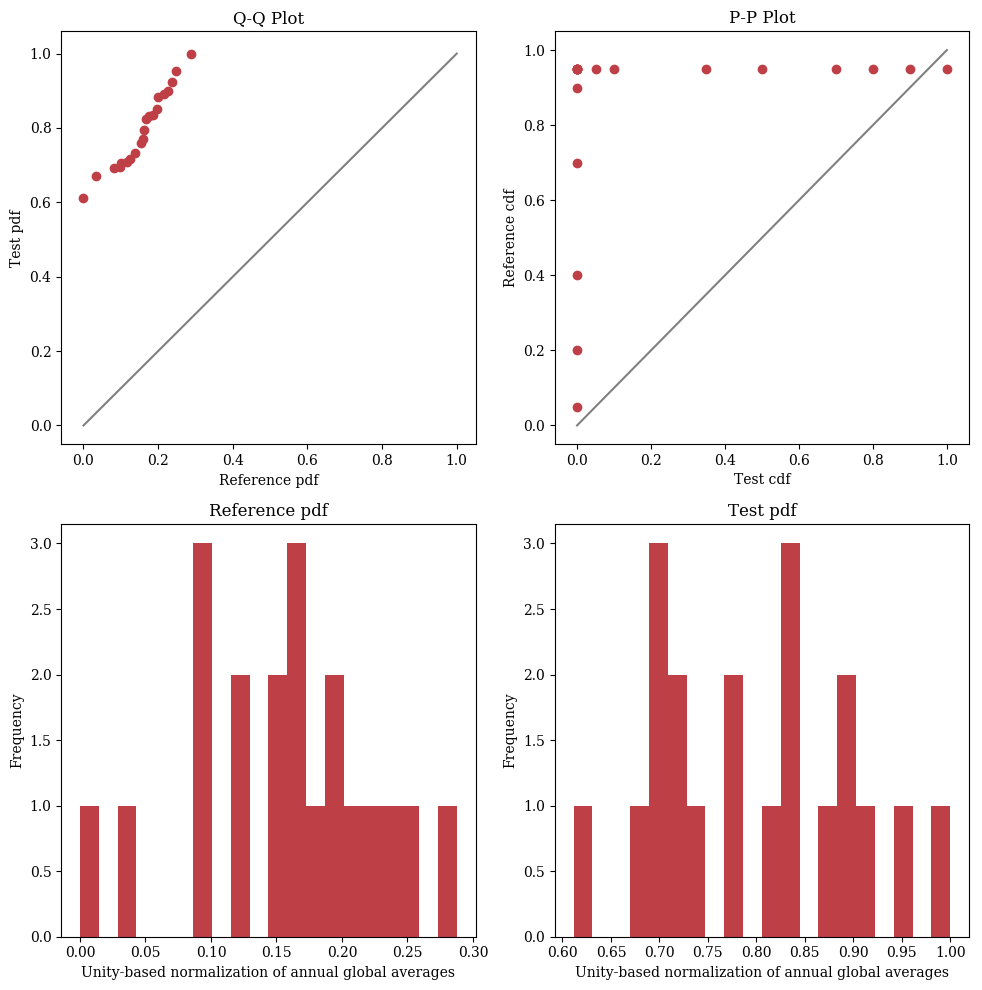 Q-Q Plot
1.0
0.8
0.6
0.4
0.2
0.0
Test pdf
0.0 0.2 0.4 0.6 0.8 1.0
Reference pdf
P-P Plot
1.0
0.8
0.6
0.4
0.2
0.0
Reference cdf
0.0 0.2 0.4 0.6 0.8 1.0
Test cdf
Reference pdf
3.0
2.5
2.0
1.5
1.0
0.5
0.0
Frequency
0.00 0.05 0.10 0.15 0.20 0.25 0.30
Unity-based normalization of annual global averages
Test pdf
3.0
2.5
2.0
1.5
1.0
0.5
0.0
Frequency
0.60 0.65 0.70 0.75 0.80 0.85 0.90 0.95 1.00
Unity-based normalization of annual global averages